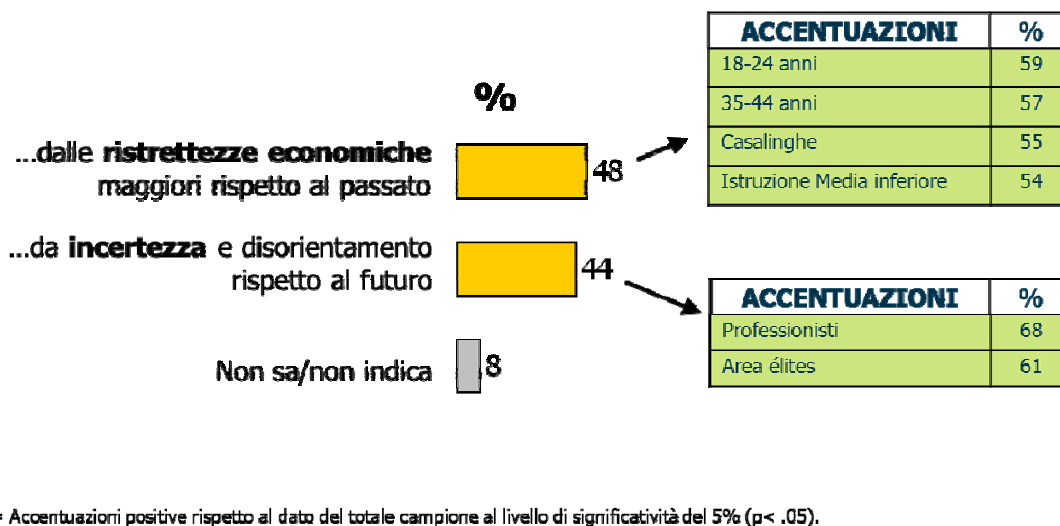 ACCENTUAZIONI %
18-24 anni 59
35-44 anni 57
Casalinghe 55
Istruzione Media inferiore 54
%
...dalle ristrettezze economiche
maggiori rispetto al passato
48
...da incertezza e disorientamento
rispetto al futuro
44
ACCENTUAZIONI %
Professionisti 68
Area élites 61
Non sa/non indica
8
= Accentuazioni positive rispetto al dato del totale campione al livello di significatività del 5% (p< .05).